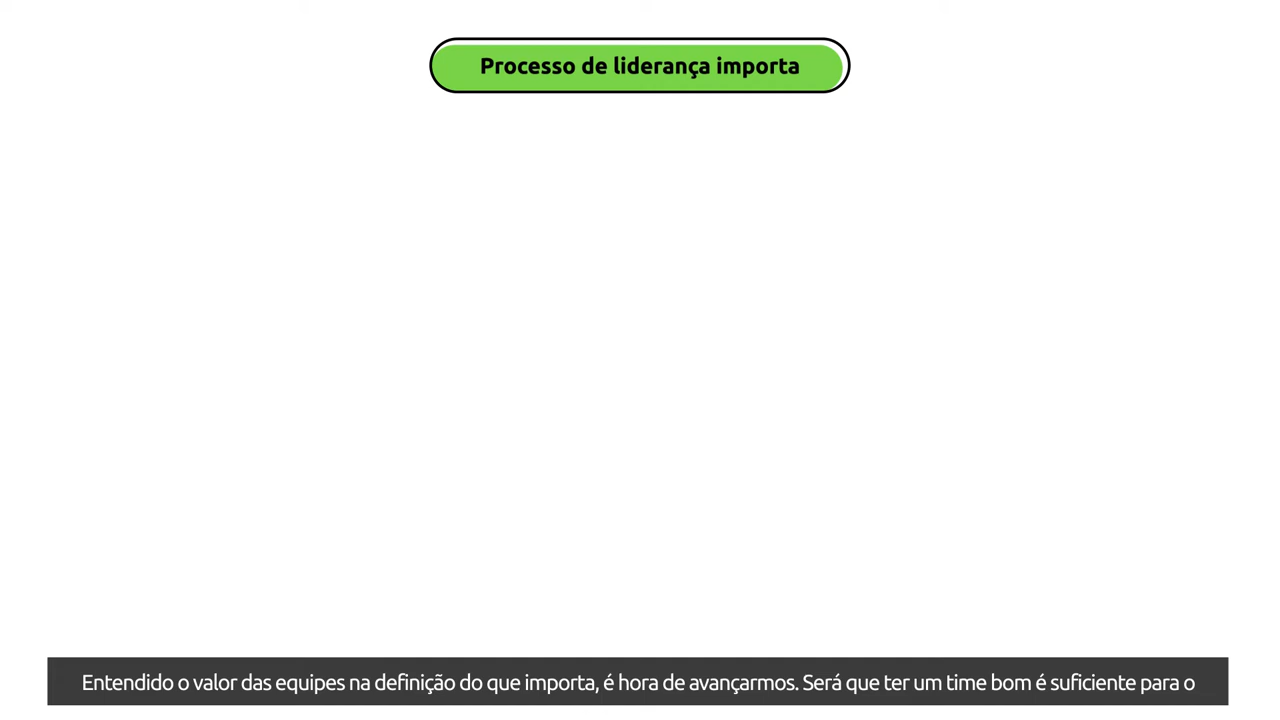 Processo de liderança importa
Entendido o valor das equipes na definição do que importa, é hora de avançarmos. Será que ter um time bom é suficiente para o